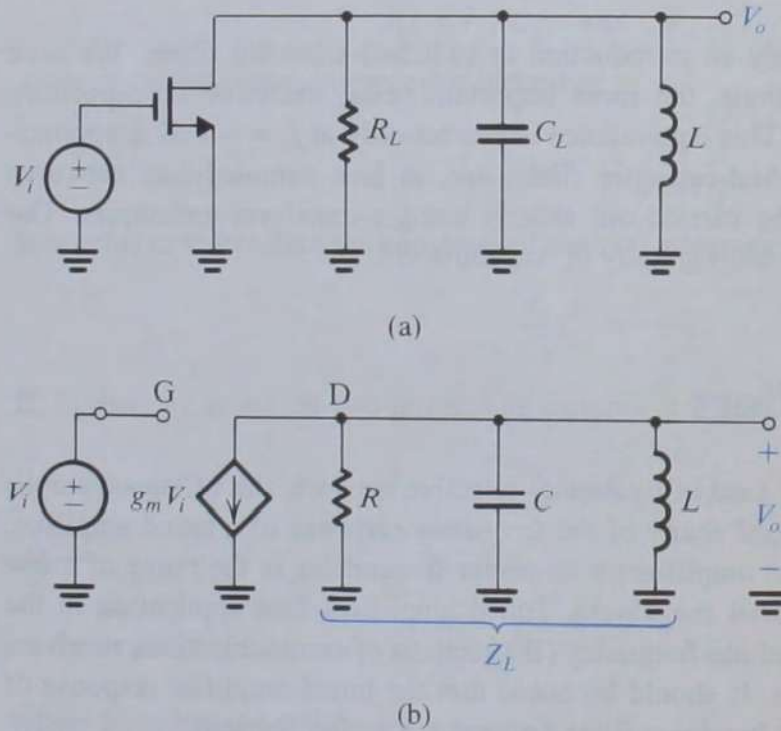 V_o
R_L
C_L
L
V_i
+
−
(a)
G
D
V_i
+
−
g_m V_i
R
C
L
+
V_o
−
Z_L
(b)